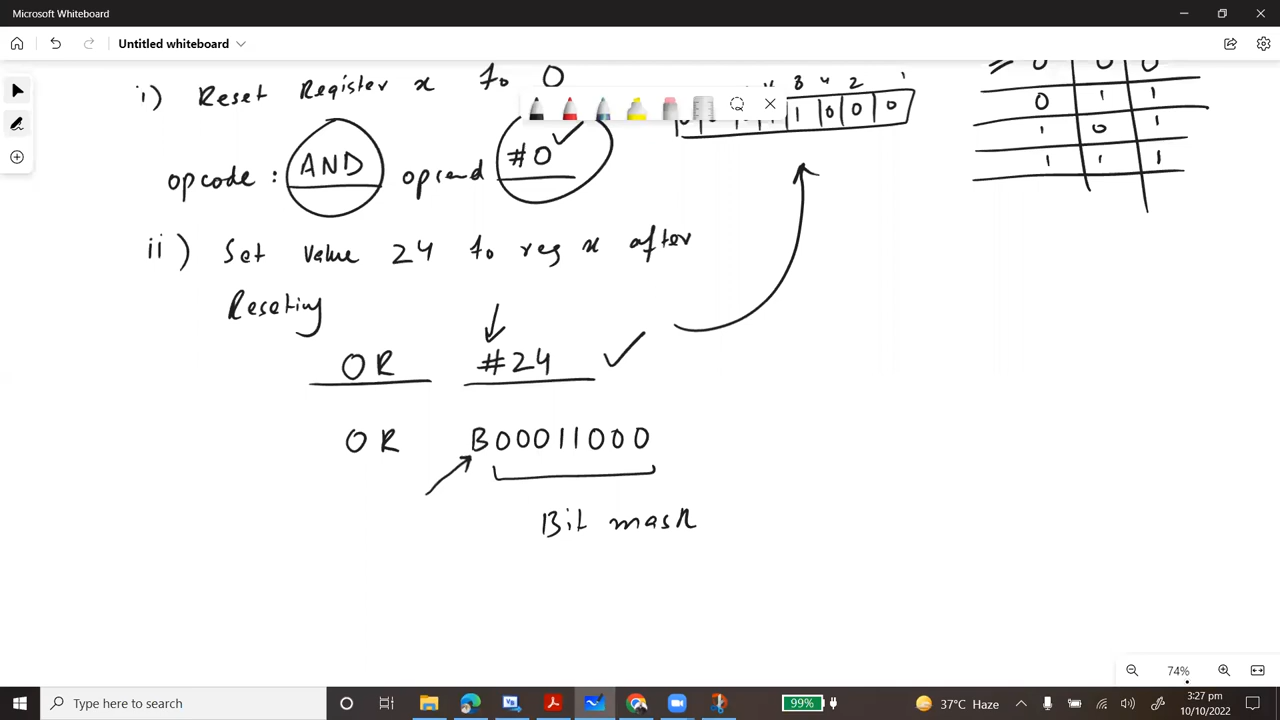 Microsoft Whiteboard
Untitled whiteboard
i) Reset Register x to 0
8 4 2 1
1 0 0 0
0 0 0
0 1 1
1 0 1
1 1 1
opcode : AND oprend #0
ii) Set value 24 to reg x after
Reseting
OR #24
OR B00011000
Bit mask
74%
Type here to search
99%
37°C Haze
3:27 pm
10/10/2022